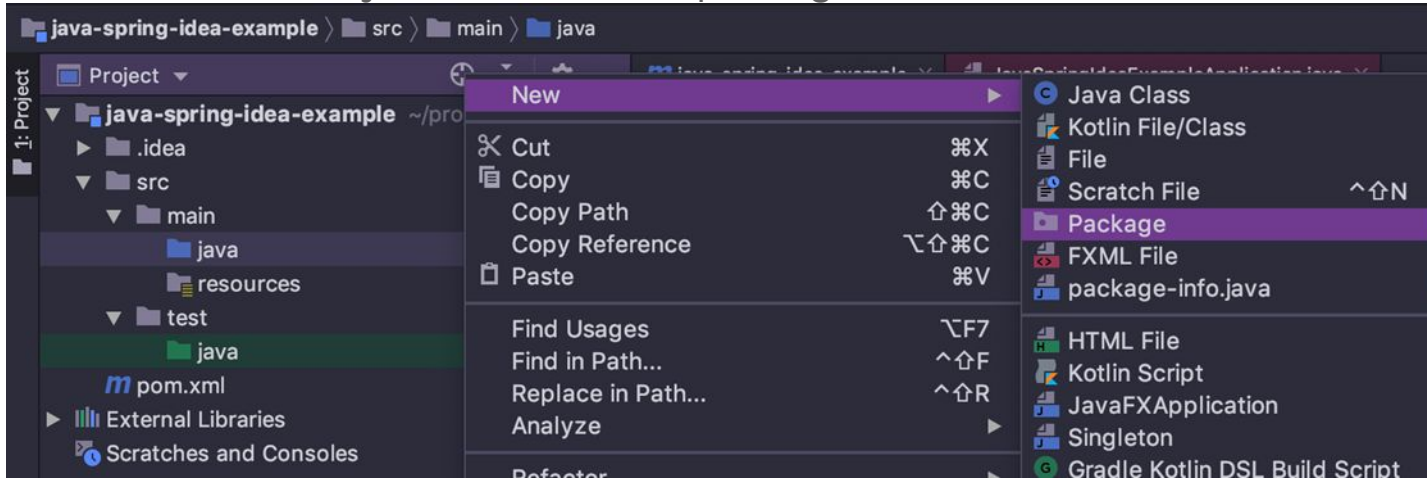 java-spring-idea-example 〉 src 〉 main 〉 java
1: Project
Project
java-spring-idea-example ~/pro
.idea
src
main
java
resources
test
java
pom.xml
External Libraries
Scratches and Consoles
New
Cut ⌘X
Copy ⌘C
Copy Path ⇧⌘C
Copy Reference ⌥⇧⌘C
Paste ⌘V
Find Usages ⌥F7
Find in Path... ^⇧F
Replace in Path... ^⇧R
Analyze
Refactor
Java Class
Kotlin File/Class
File
Scratch File ^⇧N
Package
FXML File
package-info.java
HTML File
Kotlin Script
JavaFXApplication
Singleton
Gradle Kotlin DSL Build Script